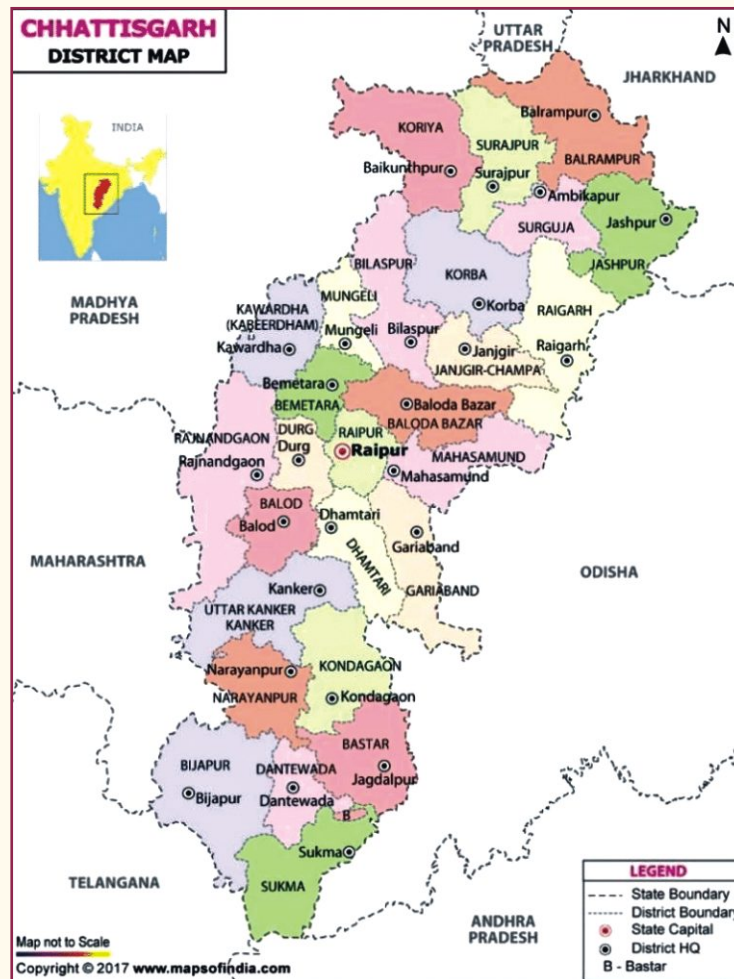 CHHATTISGARH
DISTRICT MAP
UTTAR
PRADESH
N
JHARKHAND
INDIA
KORIYA
Baikunthpur
SURAJPUR
Surajpur
Balrampur
BALRAMPUR
Ambikapur
SURGUJA
Jashpur
JASHPUR
MADHYA
PRADESH
BILASPUR
KORBA
Korba
RAIGARH
Raigarh
MUNGELI
Mungeli
KAWARDHA
(KABEERDHAM)
Kawardha
Bilaspur
Janjgir
JANJGIR-CHAMPA
Bemetara
BEMETARA
Baloda Bazar
BALODA BAZAR
RAJNANDGAON
Rajnandgaon
DURG
Durg
RAIPUR
Raipur
MAHASAMUND
Mahasamund
BALOD
Balod
Dhamtari
DHAMTARI
Gariaband
GARIABAND
MAHARASHTRA
ODISHA
Kanker
UTTAR KANKER
KANKER
Narayanpur
NARAYANPUR
KONDAGAON
Kondagaon
BASTAR
Jagdalpur
BIJAPUR
Bijapur
DANTEWADA
Dantewada
B
Sukma
SUKMA
TELANGANA
ANDHRA
PRADESH
LEGEND
State Boundary
District Boundary
State Capital
District HQ
B - Bastar
Map not to Scale
Copyright © 2017 www.mapsofindia.com